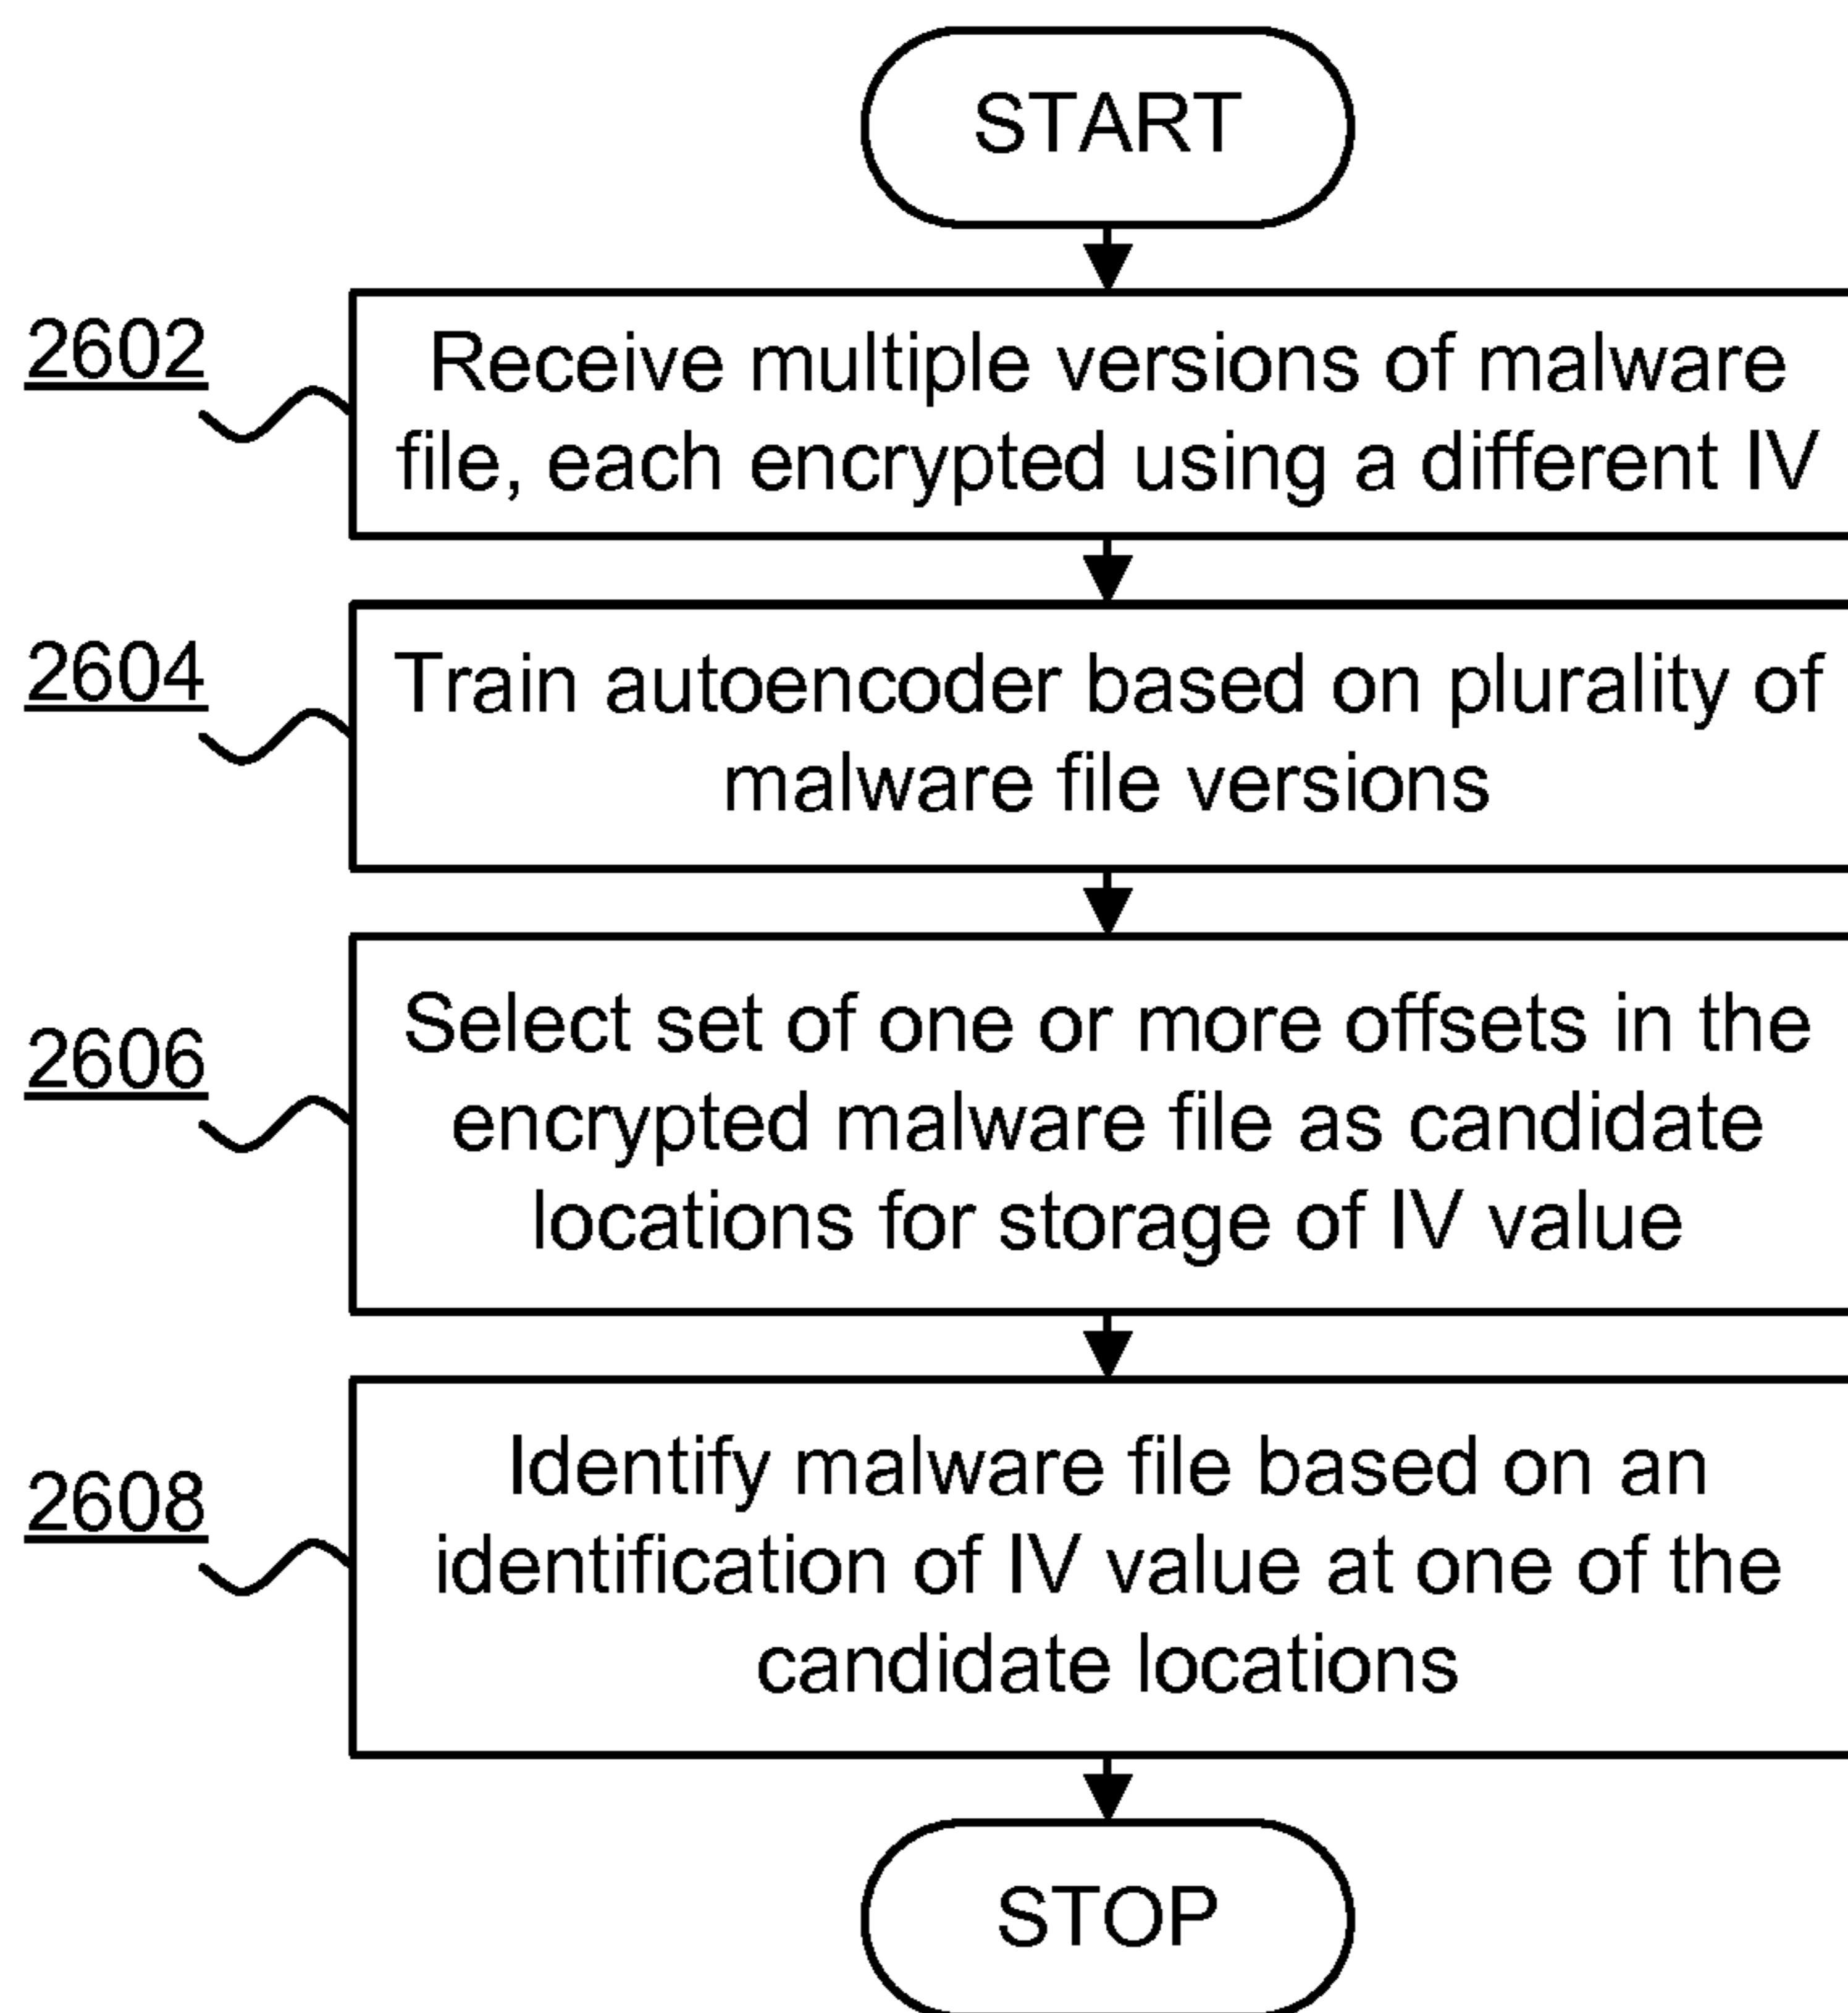 START
2602
Receive multiple versions of malware
file, each encrypted using a different IV
2604
Train autoencoder based on plurality of
malware file versions
2606
Select set of one or more offsets in the
encrypted malware file as candidate
locations for storage of IV value
2608
Identify malware file based on an
identification of IV value at one of the
candidate locations
STOP